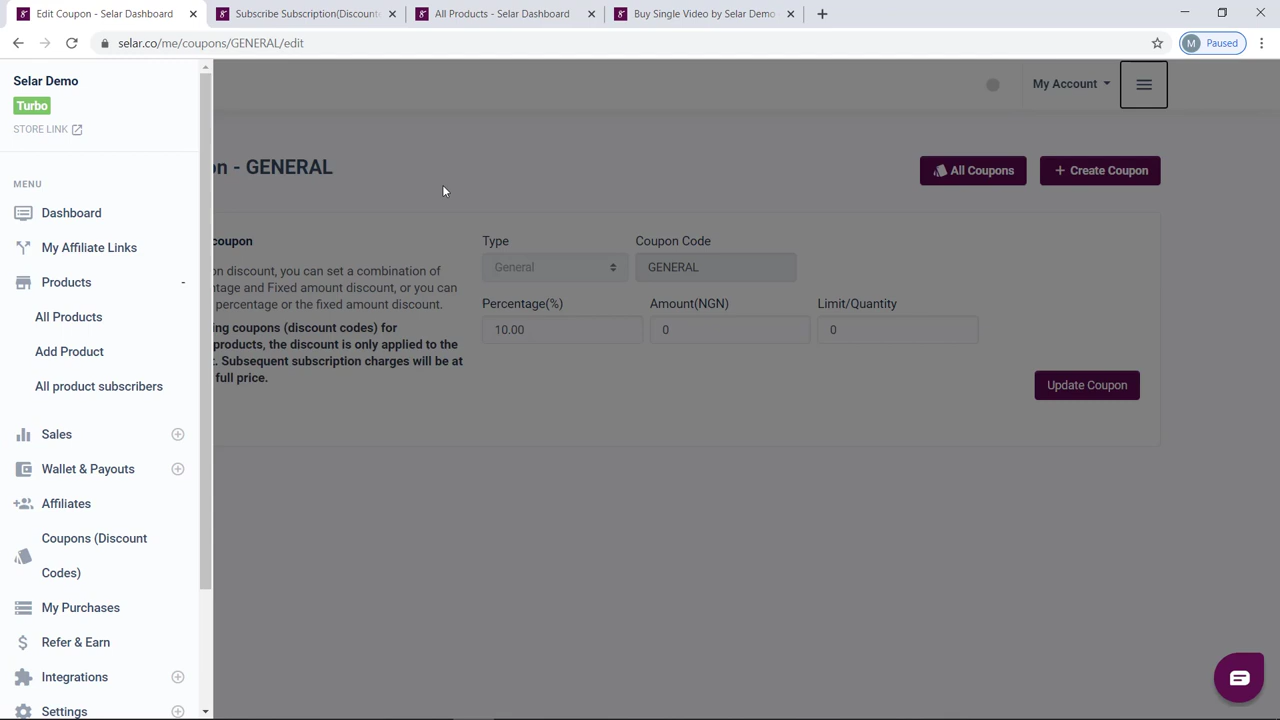 Edit Coupon - Selar Dashboard
Subscribe Subscription(Discount
All Products - Selar Dashboard
Buy Single Video by Selar Demo
selar.co/me/coupons/GENERAL/edit
M Paused
Selar Demo
Turbo
STORE LINK
MENU
Dashboard
My Affiliate Links
Products -
All Products
Add Product
All product subscribers
Sales
Wallet & Payouts
Affiliates
Coupons (Discount
Codes)
My Purchases
Refer & Earn
Integrations
Settings
My Account
on - GENERAL
All Coupons
+ Create Coupon
coupon
on discount, you can set a combination of
ntage and Fixed amount discount, or you can
percentage or the fixed amount discount.
ing coupons (discount codes) for
products, the discount is only applied to the
t. Subsequent subscription charges will be at
full price.
Type
Coupon Code
General
GENERAL
Percentage(%)
Amount(NGN)
Limit/Quantity
10.00
0
0
Update Coupon